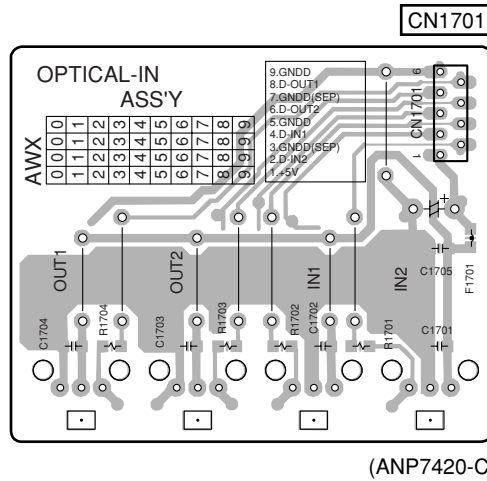 CN1701
OPTICAL-IN
ASS'Y
AWX
0 1 2 3 4 5 6 7 8 9
0 1 2 3 4 5 6 7 8 9
0 1 2 3 4 5 6 7 8 9
0 1 2 3 4 5 6 7 8 9
9.GNDD
8.D-OUT1
7.GNDD(SEP)
6.D-OUT2
5.GNDD
4.D-IN1
3.GNDD(SEP)
2.D-IN2
1.+5V
9
CN1701
1
+
OUT1
OUT2
IN1
IN2
C1705
F1701
C1704
R1704
C1703
R1703
R1702
C1702
R1701
C1701
(ANP7420-C